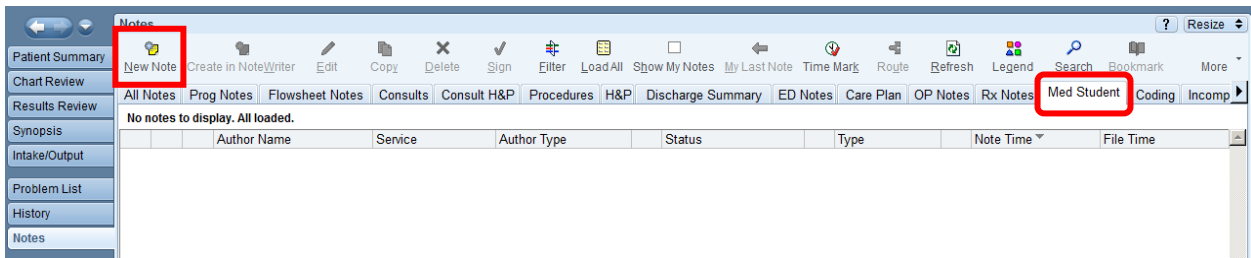 Notes
? Resize
Patient Summary
Chart Review
Results Review
Synopsis
Intake/Output
Problem List
History
Notes
New Note Create in NoteWriter Edit Copy Delete Sign Filter Load All Show My Notes My Last Note Time Mark Route Refresh Legend Search Bookmark More
All Notes Prog Notes Flowsheet Notes Consults Consult H&P Procedures H&P Discharge Summary ED Notes Care Plan OP Notes Rx Notes Med Student Coding Incomp
No notes to display. All loaded.
Author Name Service Author Type Status Type Note Time File Time